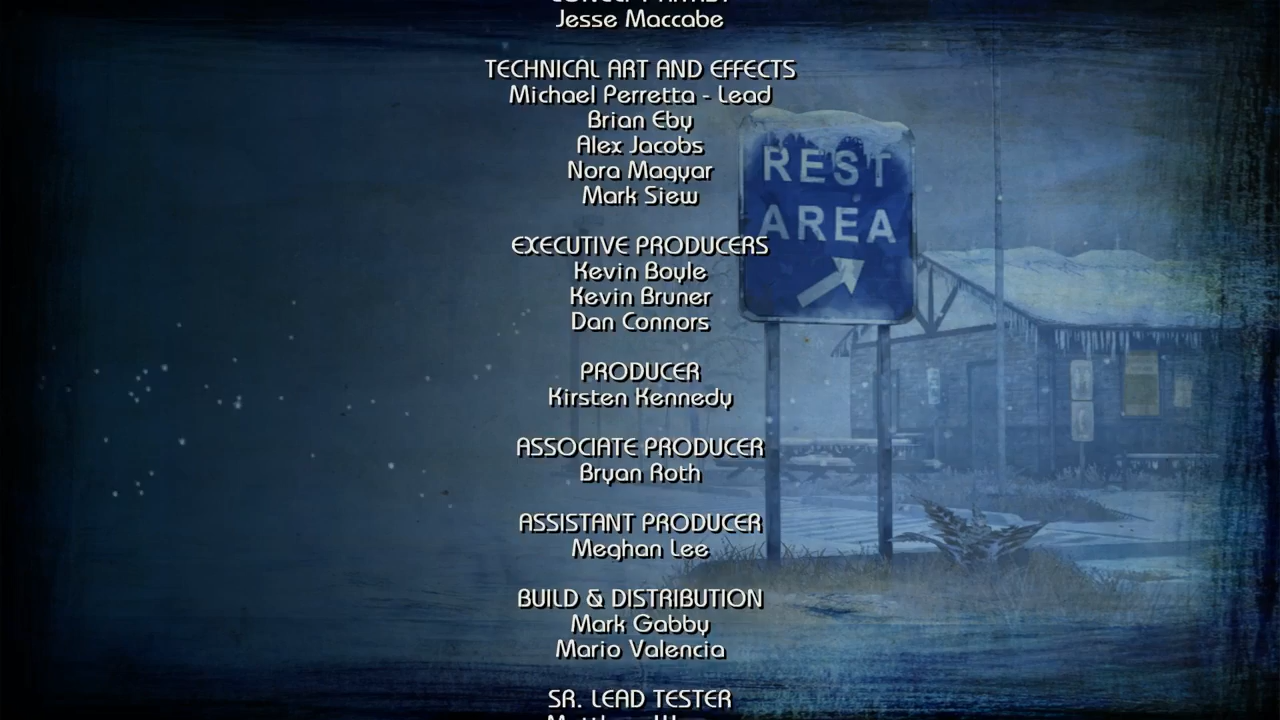 CONCEPT ARTIST
Jesse Maccabe
TECHNICAL ART AND EFFECTS
Michael Perretta - Lead
Brian Eby
Alex Jacobs
Nora Magyar
Mark Siew
EXECUTIVE PRODUCERS
Kevin Boyle
Kevin Bruner
Dan Connors
PRODUCER
Kirsten Kennedy
ASSOCIATE PRODUCER
Bryan Roth
ASSISTANT PRODUCER
Meghan Lee
BUILD & DISTRIBUTION
Mark Gabby
Mario Valencia
SR. LEAD TESTER
REST
AREA